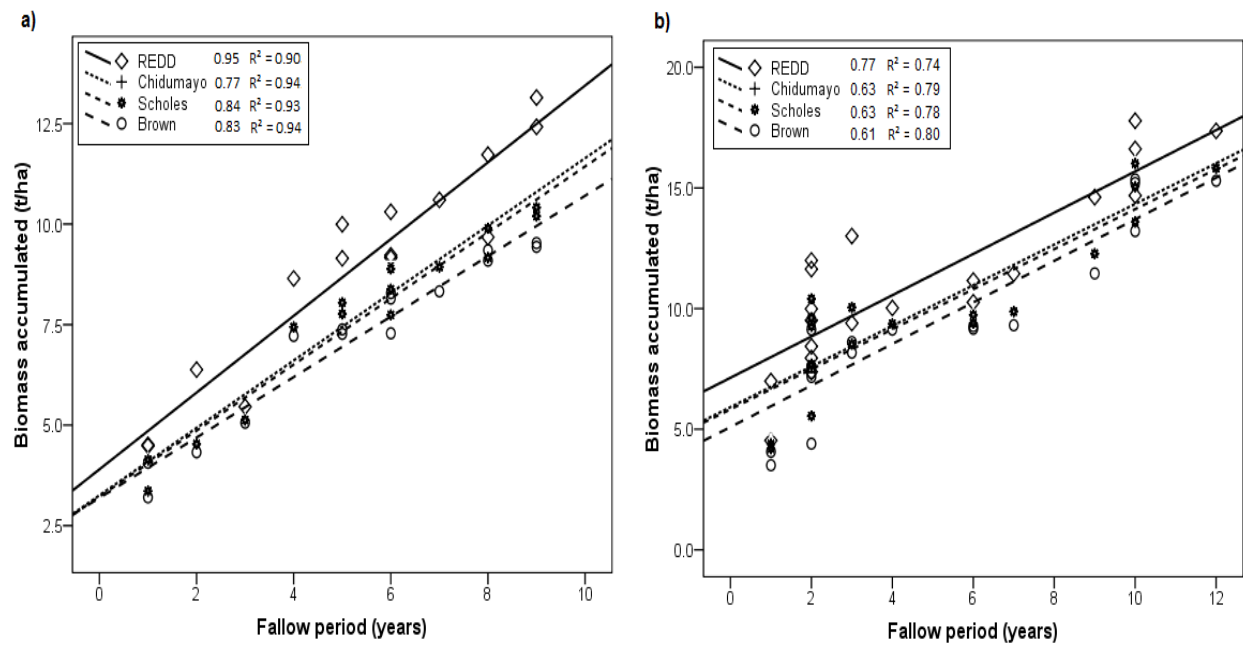 a)
REDD 0.95 R² = 0.90
Chidumayo 0.77 R² = 0.94
Scholes 0.84 R² = 0.93
Brown 0.83 R² = 0.94
Biomass accumulated (t/ha)
12.5
10.0
7.5
5.0
2.5
0 2 4 6 8 10
Fallow period (years)
b)
REDD 0.77 R² = 0.74
Chidumayo 0.63 R² = 0.79
Scholes 0.63 R² = 0.78
Brown 0.61 R² = 0.80
Biomass accumulated (t/ha)
20.0
15.0
10.0
5.0
0.0
0 2 4 6 8 10 12
Fallow period (years)